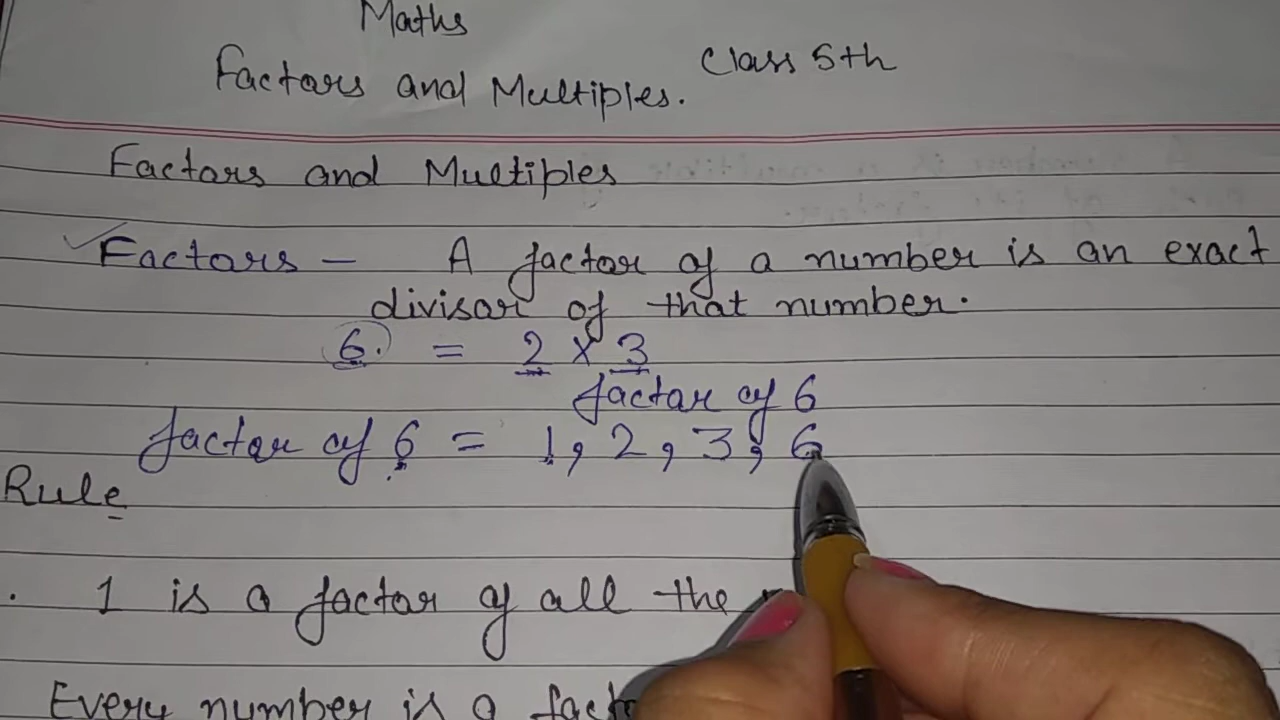 Maths
Factors and Multiples. Class 5th
Factors and Multiples
Factors – A factor of a number is an exact
divisar of that number.
6. = 2 × 3
factor of 6
factor of 6 = 1, 2, 3, 6
Rule
. 1 is a factor of all the
Every number is a